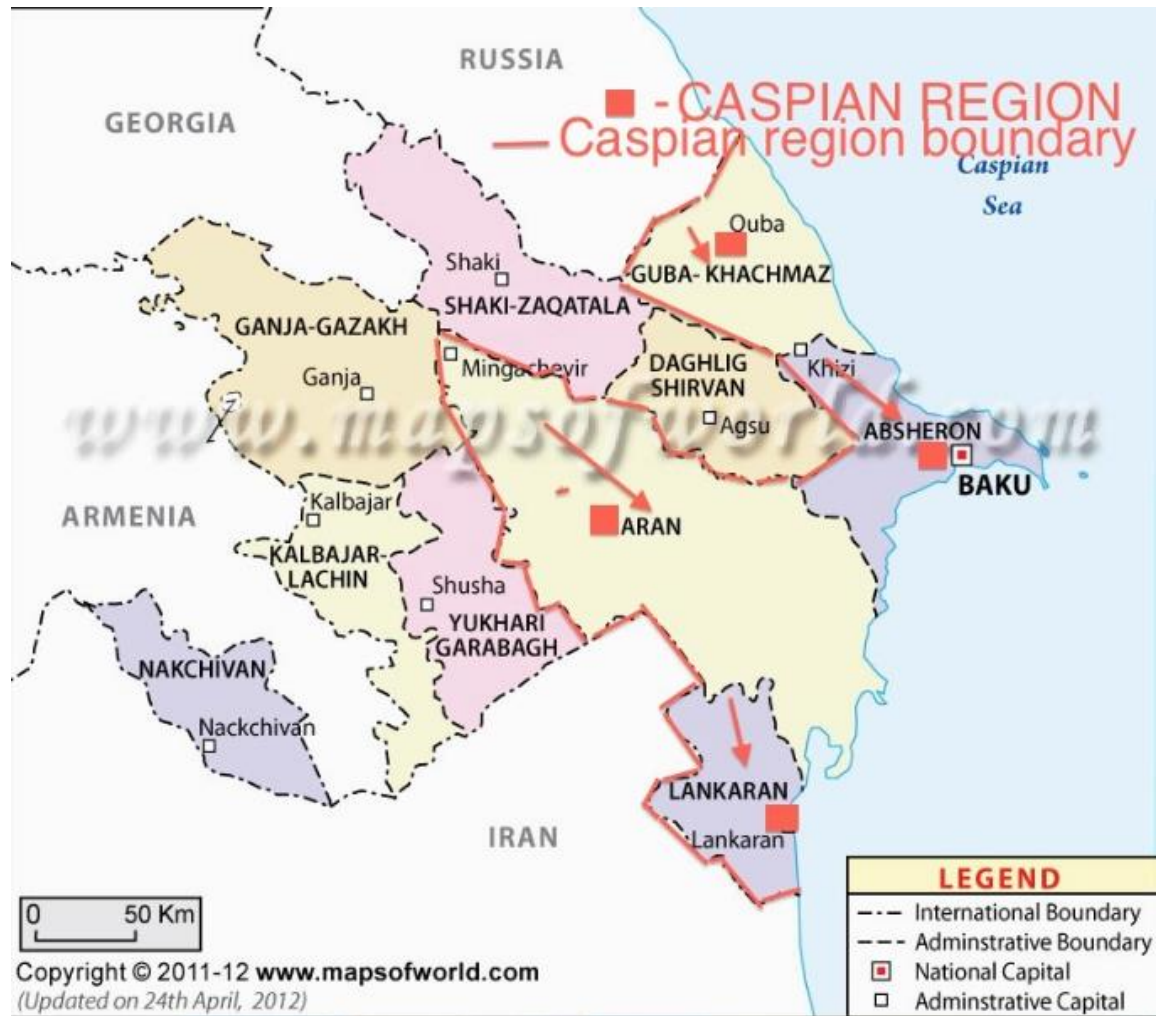 RUSSIA
GEORGIA
- CASPIAN REGION
Caspian region boundary
Caspian
Sea
Quba
GUBA- KHACHMAZ
Shaki
SHAKI-ZAQATALA
GANJA-GAZAKH
Mingachevir
DAGHLIG
SHIRVAN
Khizi
Ganja
Agsu
www.mapsofworld.com
ABSHERON
BAKU
Kalbajar
ARMENIA
ARAN
KALBAJAR-
LACHIN
Shusha
YUKHARI
GARABAGH
NAKCHIVAN
Nackchivan
LANKARAN
Lankaran
IRAN
LEGEND
International Boundary
Adminstrative Boundary
National Capital
Adminstrative Capital
0 50 Km
Copyright © 2011-12 www.mapsofworld.com
(Updated on 24th April, 2012)